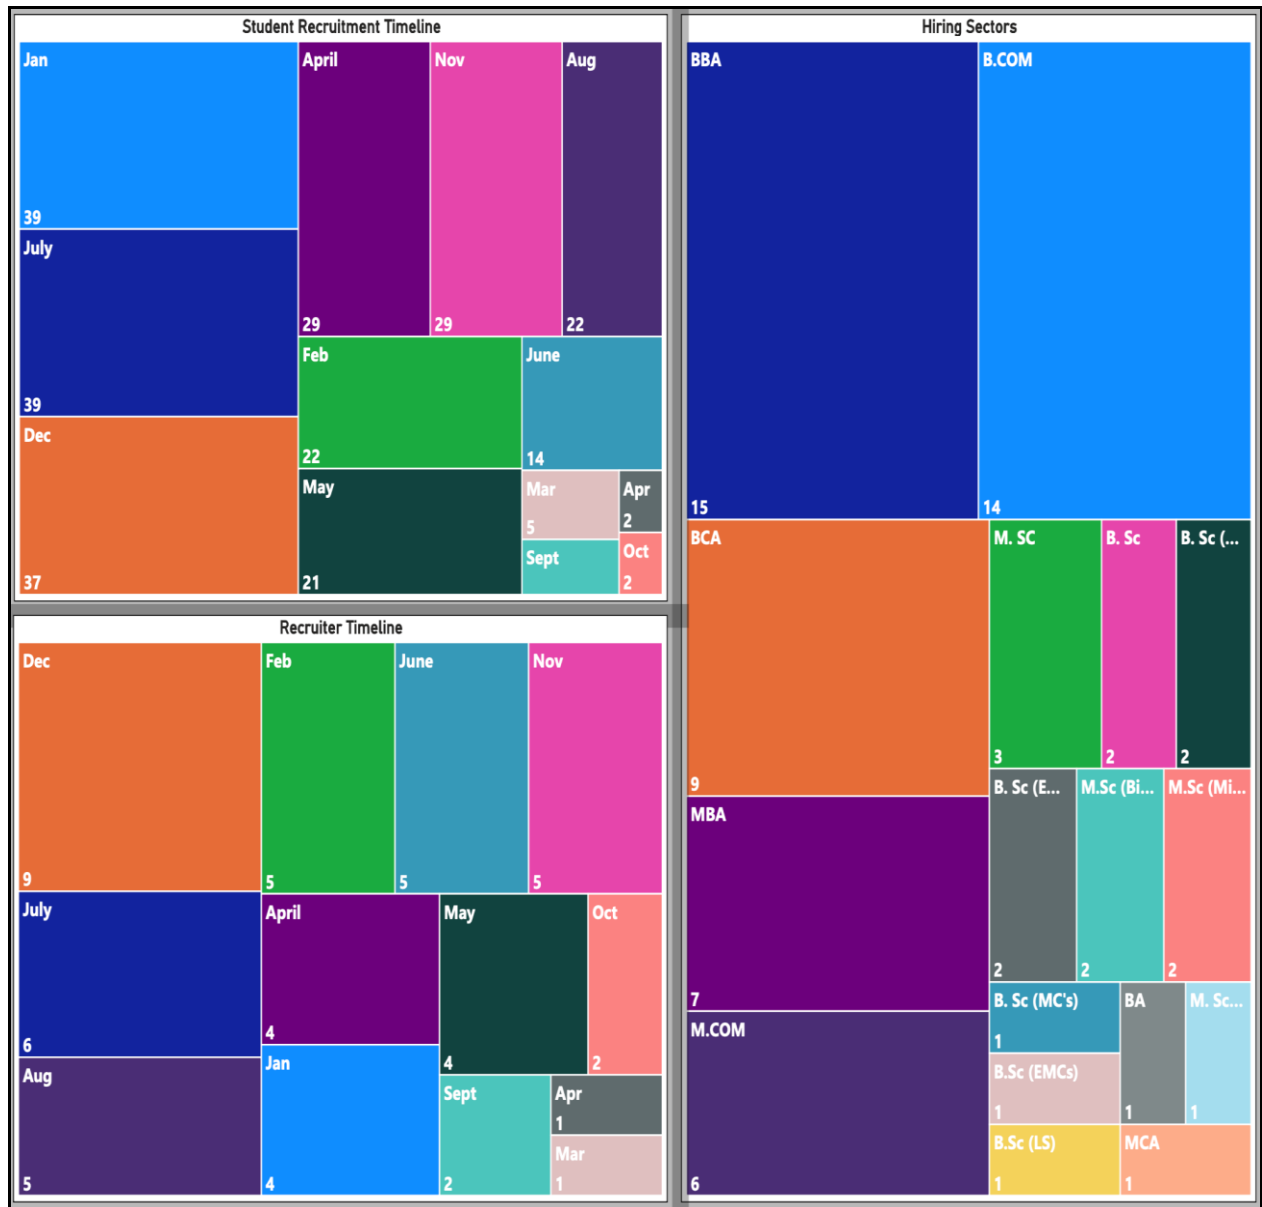 Student Recruitment Timeline
Jan
39
July
39
Dec
37
April
29
Nov
29
Aug
22
Feb
22
May
21
June
14
Mar
5
Sept
Apr
2
Oct
2
Recruiter Timeline
Dec
9
July
6
Aug
5
Feb
5
June
5
Nov
5
April
4
Jan
4
May
4
Oct
2
Sept
2
Apr
1
Mar
1
Hiring Sectors
BBA
15
B.COM
14
BCA
9
MBA
7
M.COM
6
M. SC
3
B. Sc
2
B. Sc (...
2
B. Sc (E...
2
M.Sc (Bi...
2
M.Sc (Mi...
2
B. Sc (MC's)
1
B.Sc (EMCs)
1
B.Sc (LS)
1
BA
1
M. Sc...
1
MCA
1